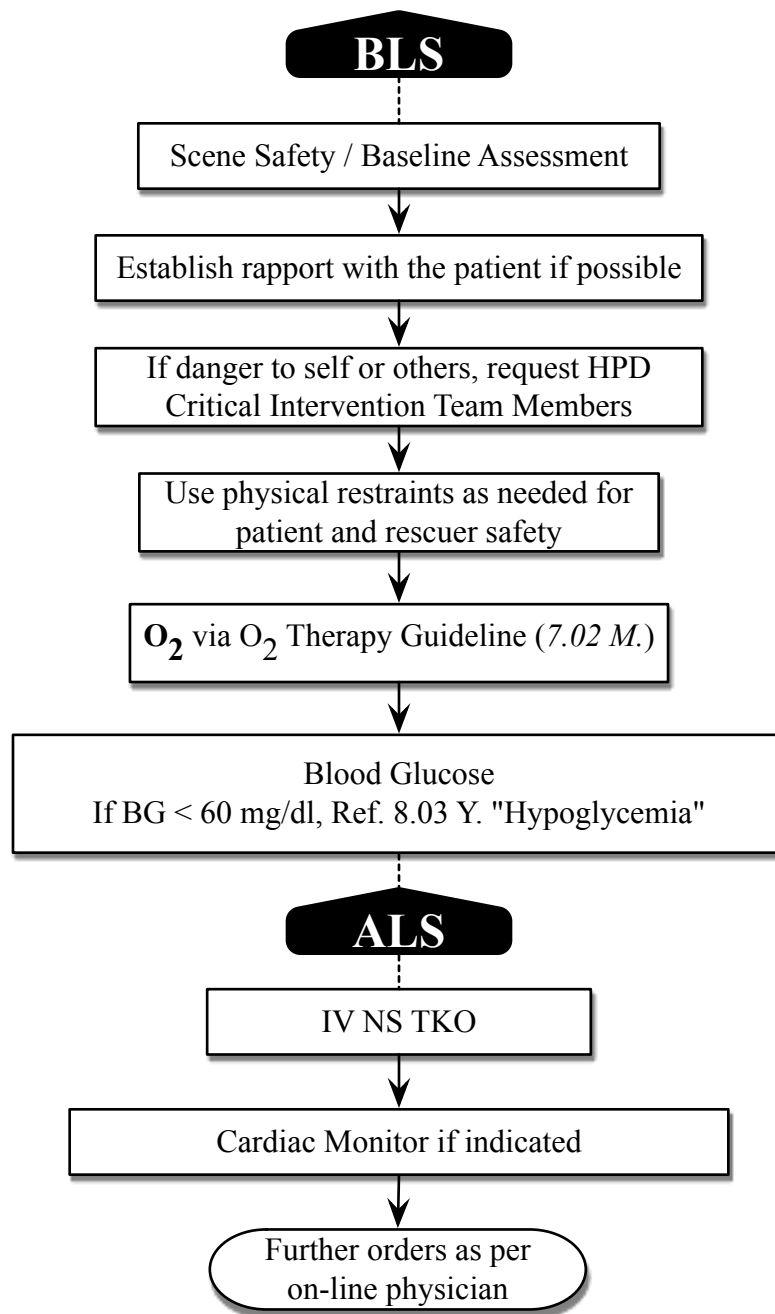 BLS
Scene Safety / Baseline Assessment
Establish rapport with the patient if possible
If danger to self or others, request HPD
Critical Intervention Team Members
Use physical restraints as needed for
patient and rescuer safety
O2 via O2 Therapy Guideline (7.02 M.)
Blood Glucose
If BG < 60 mg/dl, Ref. 8.03 Y. "Hypoglycemia"
ALS
IV NS TKO
Cardiac Monitor if indicated
Further orders as per
on-line physician